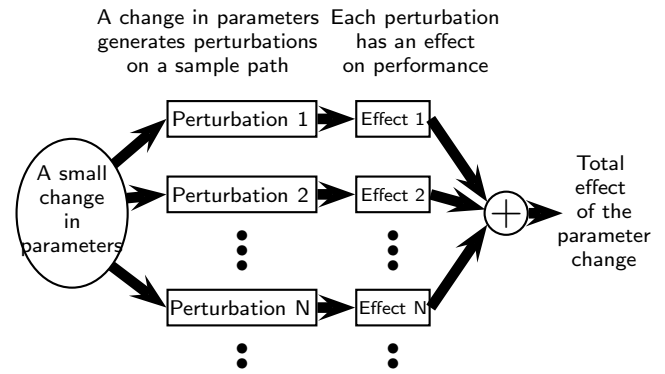 A change in parameters
generates perturbations
on a sample path
Each perturbation
has an effect
on performance
A small
change
in
parameters
Perturbation 1
Effect 1
Perturbation 2
Effect 2
Perturbation N
Effect N
Total
effect
of the
parameter
change